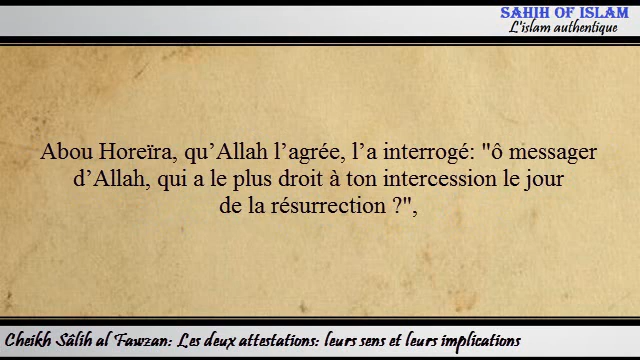 SAHIH OF ISLAM
L'islam authentique
Abou Horeïra, qu’Allah l’agrée, l’a interrogé: "ô messager
d’Allah, qui a le plus droit à ton intercession le jour
de la résurrection ?",
Cheikh Sâlih al Fawzan: Les deux attestations: leurs sens et leurs implications